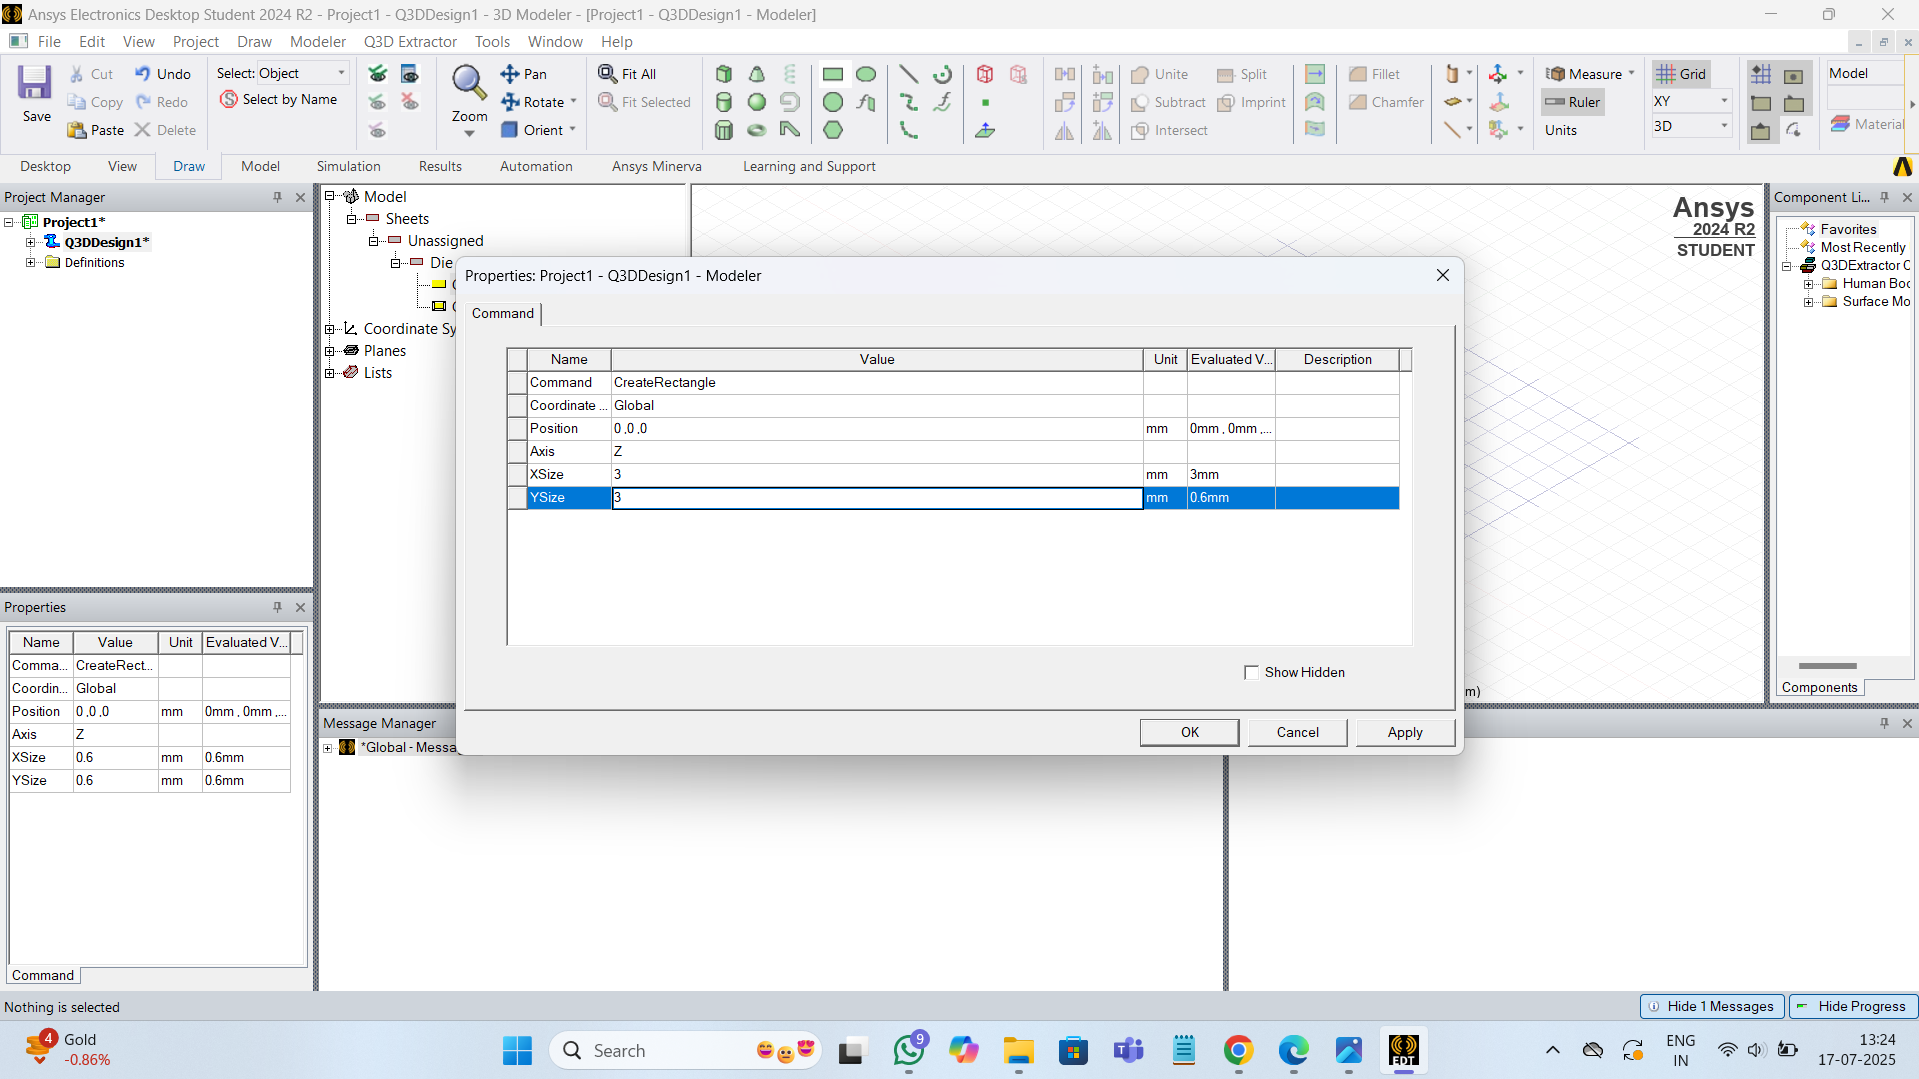 Ansys Electronics Desktop Student 2024 R2 - Project1 - Q3DDesign1 - 3D Modeler - [Project1 - Q3DDesign1 - Modeler]
File Edit View Project Draw Modeler Q3D Extractor Tools Window Help
Save
Cut Undo
Copy Redo
Paste Delete
Select: Object
Select by Name
Zoom
Pan
Rotate
Orient
Fit All
Fit Selected
Unite Split
Subtract Imprint
Intersect
Fillet
Chamfer
Measure
Ruler
Units
Grid
XY
3D
Model
Material
Desktop View Draw Model Simulation Results Automation Ansys Minerva Learning and Support
Project Manager
Project1*
Q3DDesign1*
Definitions
Model
Sheets
Unassigned
Die
Coordinate Sy
Planes
Lists
Ansys
2024 R2
STUDENT
Component Li...
Favorites
Most Recently
Q3DExtractor C
Human Boo
Surface Mo
Components
Properties: Project1 - Q3DDesign1 - Modeler
Command
Name Value Unit Evaluated V... Description
Command CreateRectangle
Coordinate ... Global
Position 0 ,0 ,0 mm 0mm , 0mm ,...
Axis Z
XSize 3 mm 3mm
YSize 3 mm 0.6mm
Show Hidden
OK Cancel Apply
Properties
Name Value Unit Evaluated V...
Comma... CreateRect...
Coordin... Global
Position 0 ,0 ,0 mm 0mm , 0mm ,...
Axis Z
XSize 0.6 mm 0.6mm
YSize 0.6 mm 0.6mm
Command
m)
Message Manager
*Global - Messa
Nothing is selected
Hide 1 Messages Hide Progress
4
Gold
-0.86%
Search
9
EDT
ENG
IN
13:24
17-07-2025